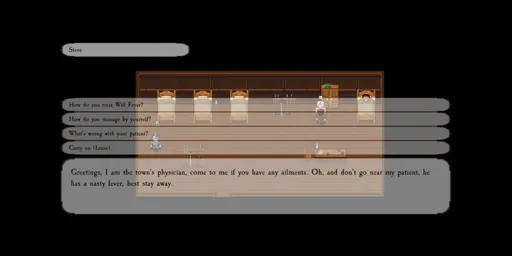 Steve
How do you treat Wilt Fever?
How do you manage by yourself?
What's wrong with your patient?
Carry on (Leave).
Greetings, I am the town's physician, come to me if you have any ailments. Oh, and don't go near my patient, he
has a nasty fever, best stay away.